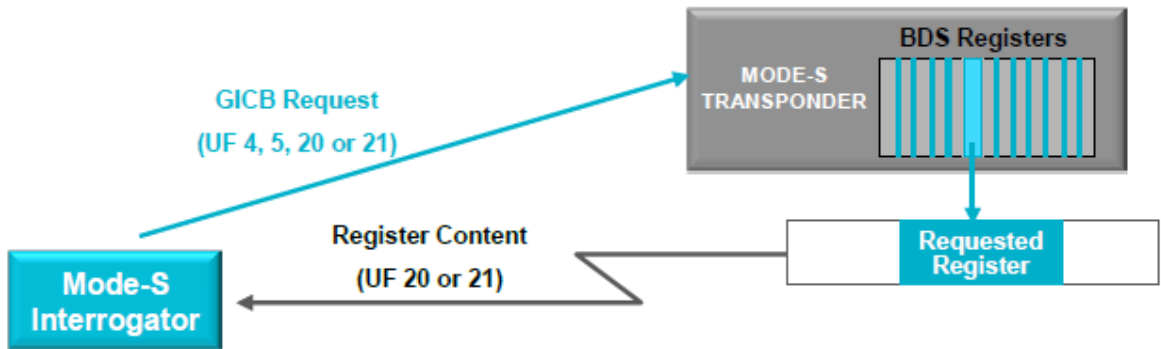 BDS Registers
MODE-S
TRANSPONDER
GICB Request
(UF 4, 5, 20 or 21)
Register Content
(UF 20 or 21)
Requested
Register
Mode-S
Interrogator